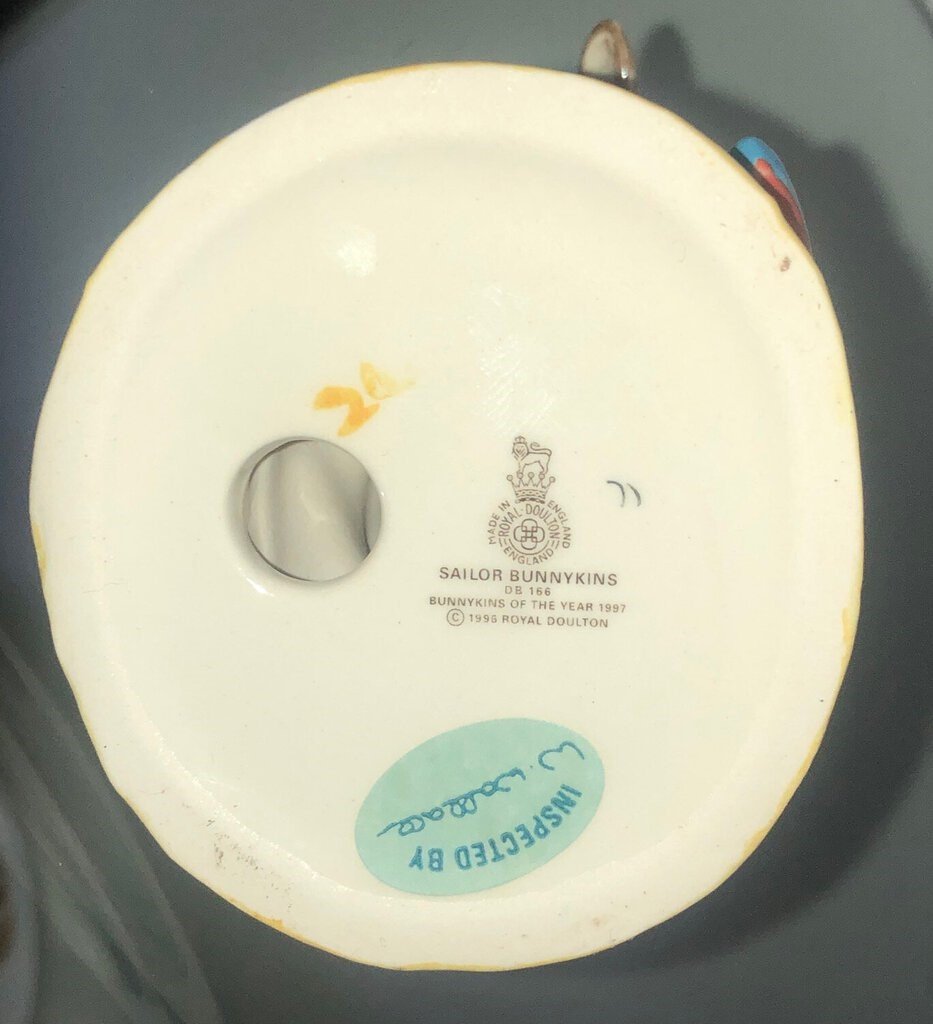 MADE IN ENGLAND
ROYAL·DOULTON
ENGLAND
SAILOR BUNNYKINS
DB 166
BUNNYKINS OF THE YEAR 1997
© 1996 ROYAL DOULTON
INSPECTED BY
W. Wallace